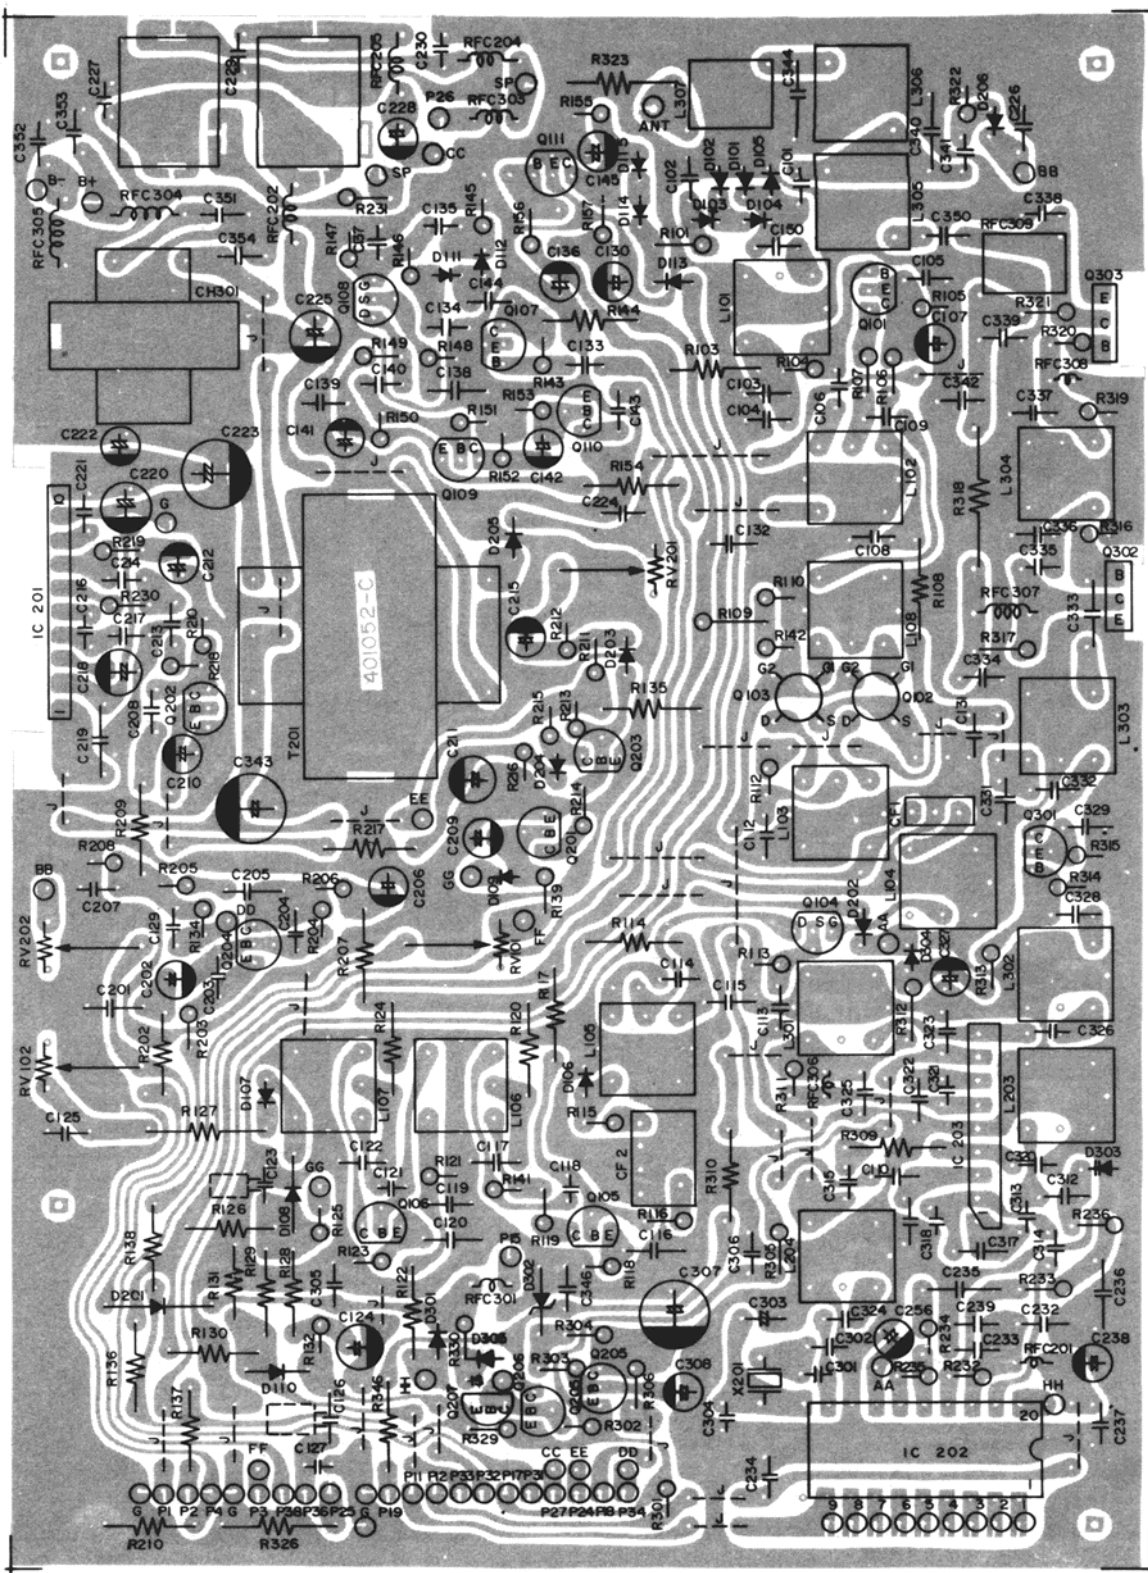 C227
C229
RFC205
C230
RFC204
R323
L307
C344
L306
R322
D206
C226
C352
C353
C228
P26
SP
RFC303
R155
ANT
C340
C341
BB
B-
B+
CC
SP
Q111
B E C
C145
D115
C102
D102
D101
D105
C101
L305
C338
RFC305
RFC304
C351
RFC202
R231
C135
R145
R156
R157
D114
D103
D104
C350
RFC309
C354
R147
C137
R146
D111
D112
C136
C130
R101
D113
C150
CH301
C225
Q108
D S G
C144
Q107
C134
R144
L101
Q101
C105
R105
C107
R321
Q303
E C B
R320
R149
R148
C133
R103
R104
C339
RFC308
C139
C140
C138
R143
R153
C143
C103
C104
C106
R107
R106
C109
C342
C337
R319
C222
C223
C141
R150
R151
E B C
Q109
R152
C142
Q110
R154
L102
R318
L304
C221
C220
G
10
C224
D205
RV201
C132
C108
C336
R316
C335
Q302
B C E
R219
C214
C212
C216
R230
IC 201
C217
C213
R210
R218
C218
1
J
401052-C
C215
R212
R211
D203
R109
R110
R142
L108
R108
RFC307
C333
R317
C334
C208
Q202
E B C
C219
C210
T201
R135
R215
R213
G2
G1
G2
G1
Q103
Q102
D
S
D
S
C131
L303
C343
C211
R216
D204
Q203
C B E
R112
L103
CF1
C331
C332
C329
R209
R217
EE
C209
Q201
C B E
R214
C112
L104
Q301
R315
R314
C328
R208
BB
R205
C205
R206
C206
GG
D109
R139
C207
C129
R134
DD
Q204
E B C
C204
R204
R207
RV101
FF
R114
Q104
D S G
D202
AA
D304
C327
R313
L302
RV202
C202
C203
C201
C114
R113
C115
C113
L301
R312
C323
C326
RV102
R202
R203
R124
R120
R117
L105
D106
R311
RFC306
C325
C322
C321
L203
C125
R127
D107
L107
L106
R115
CF 2
R310
R309
IC 203
C110
C315
C320
D303
C312
C123
C122
C121
R121
C117
C118
R141
C119
GG
D108
R126
R125
Q106
C B E
C120
Q105
C B E
R116
C116
R119
C306
R305
L204
C318
C313
C317
C314
R236
R138
R123
P15
R118
R131
R129
R128
C305
R122
RFC301
D302
C346
C307
C235
R233
C236
D201
R130
R132
C124
D301
R330
R304
C303
C324
C256
C302
R234
C239
C233
C232
C238
R136
D110
HH
R303
Q205
Q206
R306
C308
X201
C301
AA
R235
R232
RFC201
R137
C126
R346
Q207
E B C
R329
R302
C304
20
HH
IC 202
C237
FF
C127
P11
P12
P33
P32
P17
P31
CC
EE
DD
C234
1
G
P1
P2
P4
G
P3
P38
P36
P25
G
P19
P27
P24
P18
P34
R301
9
8
7
6
5
4
3
2
1
R210
R326